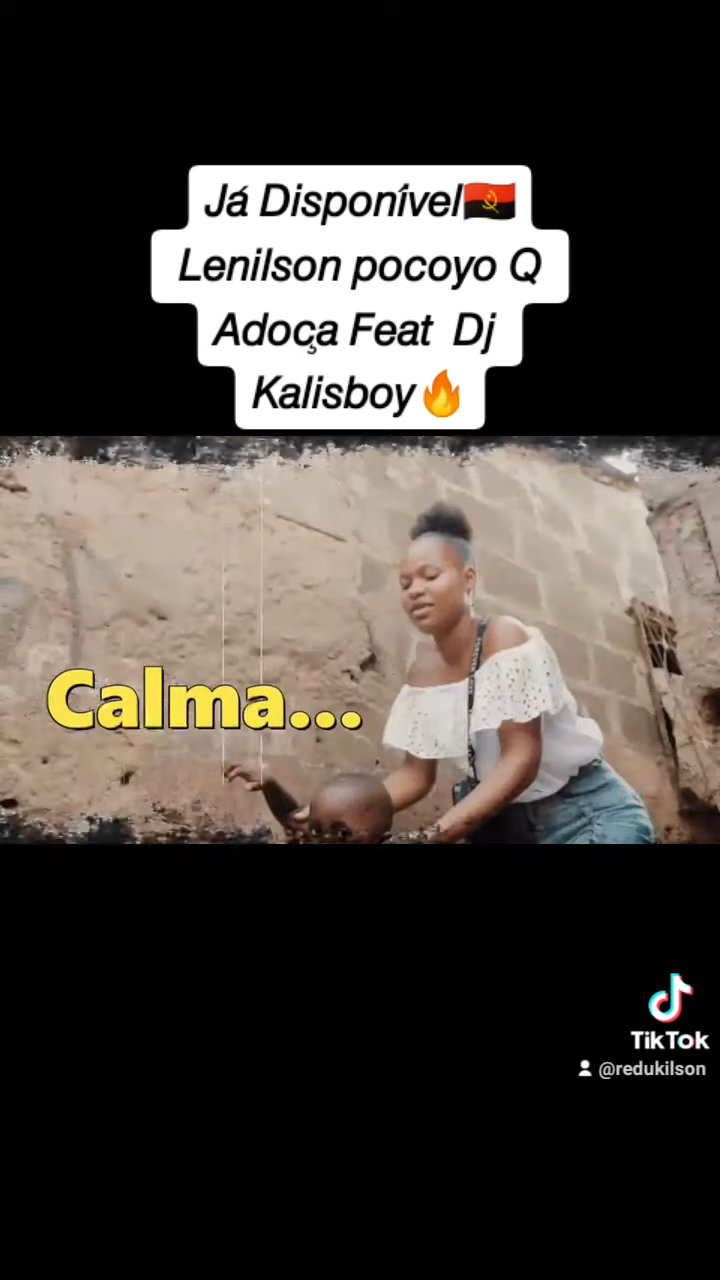 Já Disponível🇦🇴
Lenilson pocoyo Q
Adoça Feat Dj
Kalisboy🔥
Calma...
TikTok
@redukilson